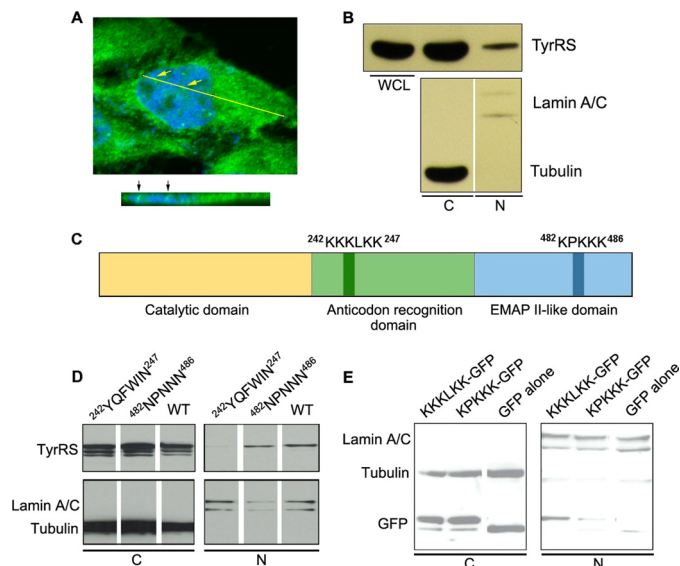 A
B
TyrRS
WCL
Lamin A/C
Tubulin
C N
C
242KKKLKK247
482KPKKK486
Catalytic domain
Anticodon recognition
domain
EMAP II-like domain
D
242YQFWIN247
482NPNNN486
WT
242YQFWIN247
482NPNNN486
WT
TyrRS
Lamin A/C
Tubulin
C N
E
KKKLKK-GFP
KPKKK-GFP
GFP alone
KKKLKK-GFP
KPKKK-GFP
GFP alone
Lamin A/C
Tubulin
GFP
C N